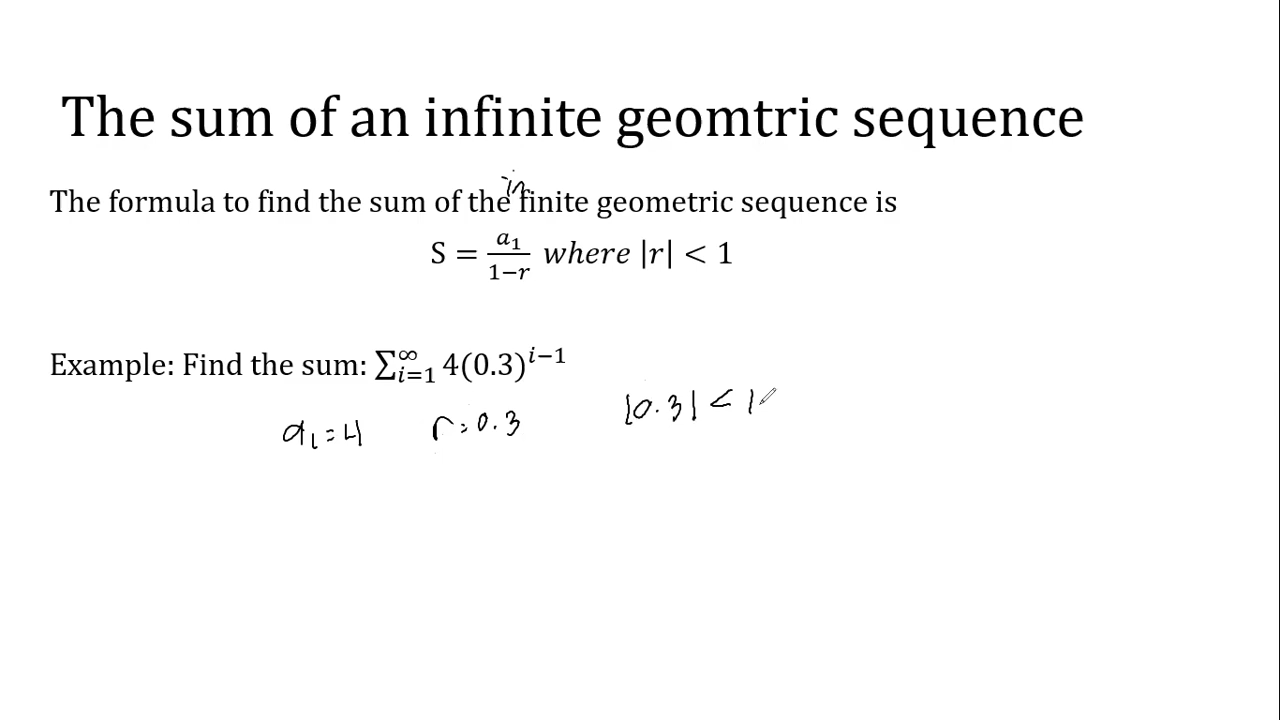 The sum of an infinite geomtric sequence
The formula to find the sum of the infinite geometric sequence is
S = a₁/(1−r) where |r| < 1
Example: Find the sum: ∑_{i=1}^{∞} 4(0.3)^{i−1}
a₁ = 4 r = 0.3 |0.3| < 1